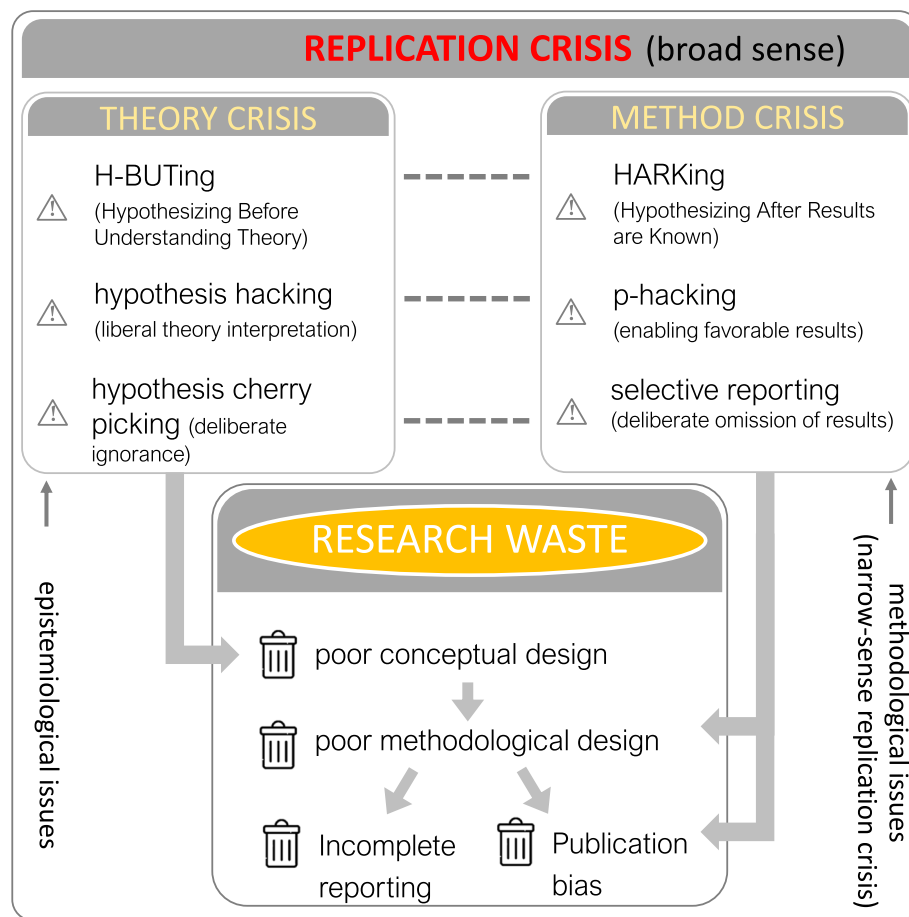 REPLICATION CRISIS (broad sense)
THEORY CRISIS
H-BUTing
(Hypothesizing Before
Understanding Theory)
hypothesis hacking
(liberal theory interpretation)
hypothesis cherry
picking (deliberate
ignorance)
METHOD CRISIS
HARKing
(Hypothesizing After Results
are Known)
p-hacking
(enabling favorable results)
selective reporting
(deliberate omission of results)
epistemiological issues
RESEARCH WASTE
poor conceptual design
poor methodological design
Incomplete
reporting
Publication
bias
methodological issues
(narrow-sense replication crisis)